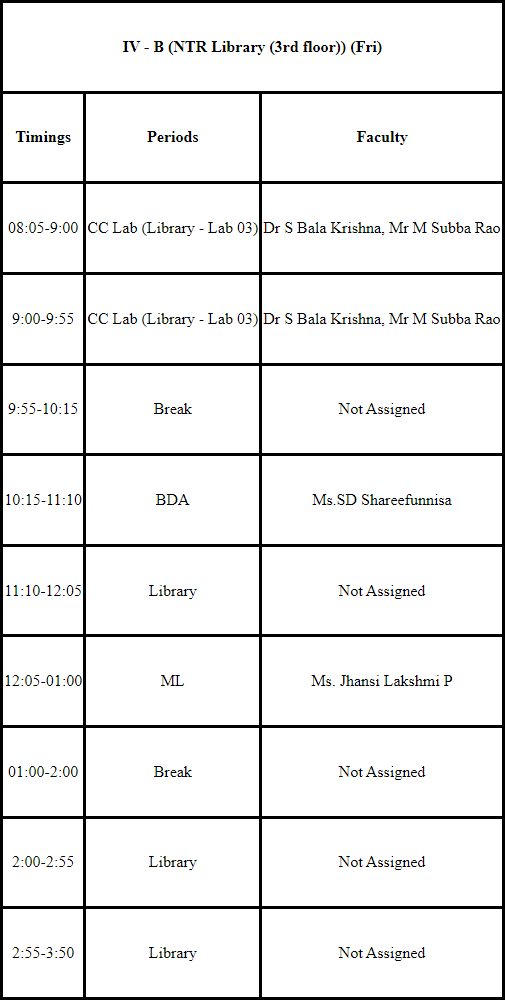 IV - B (NTR Library (3rd floor)) (Fri)
Timings Periods Faculty
08:05-9:00 CC Lab (Library - Lab 03) Dr S Bala Krishna, Mr M Subba Rao
9:00-9:55 CC Lab (Library - Lab 03) Dr S Bala Krishna, Mr M Subba Rao
9:55-10:15 Break Not Assigned
10:15-11:10 BDA Ms.SD Shareefunnisa
11:10-12:05 Library Not Assigned
12:05-01:00 ML Ms. Jhansi Lakshmi P
01:00-2:00 Break Not Assigned
2:00-2:55 Library Not Assigned
2:55-3:50 Library Not Assigned